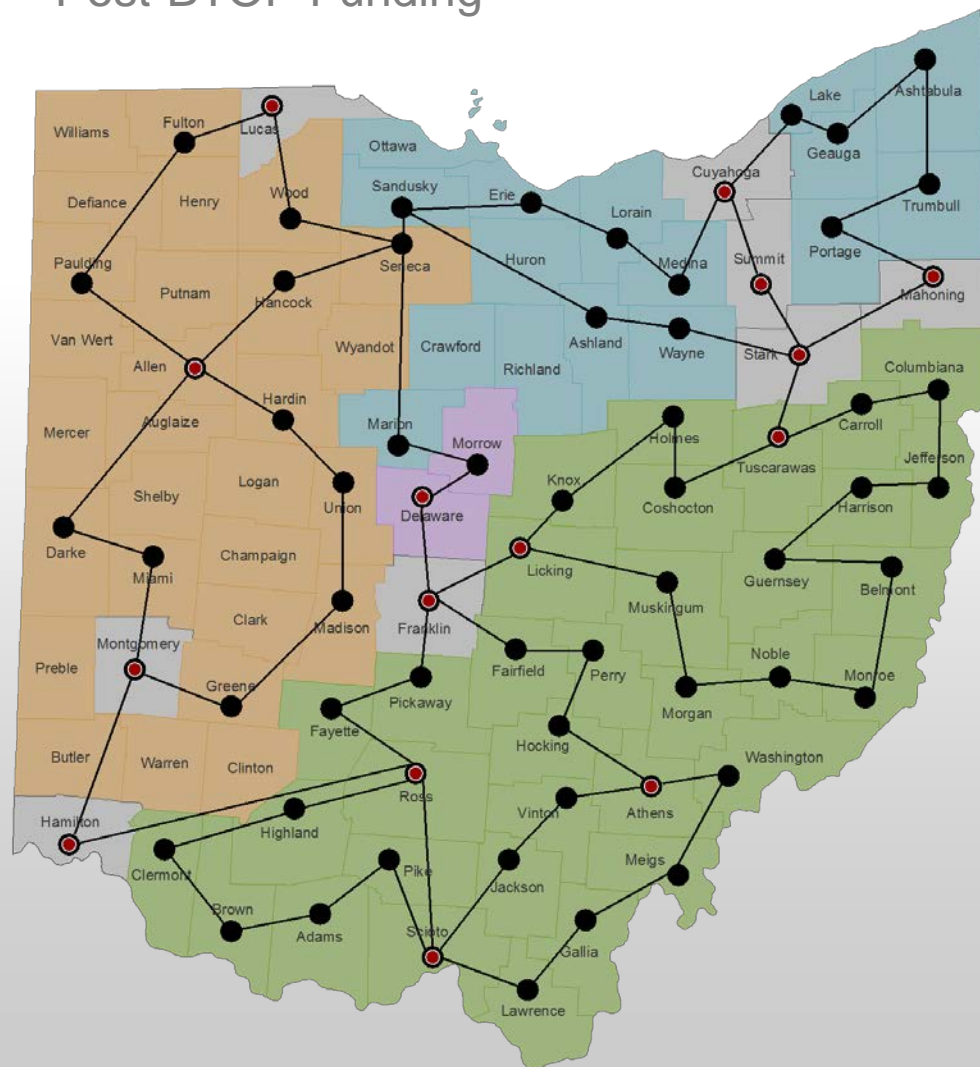 Post BTOP Funding
Lake
Ashtabula
Fulton
Lucas
Williams
Geauga
Ottawa
Cuyahoga
Sandusky
Erie
Wood
Defiance
Henry
Trumbull
Lorain
Portage
Paulding
Seneca
Huron
Medina
Summit
Putnam
Hancock
Mahoning
Van Wert
Wyandot
Crawford
Ashland
Wayne
Stark
Allen
Richland
Columbiana
Hardin
Auglaize
Marion
Mercer
Morrow
Holmes
Carroll
Tuscarawas
Jefferson
Logan
Shelby
Union
Knox
Coshocton
Harrison
Delaware
Darke
Champaign
Miami
Licking
Guernsey
Belmont
Muskingum
Clark
Madison
Franklin
Montgomery
Preble
Fairfield
Perry
Noble
Monroe
Greene
Pickaway
Morgan
Fayette
Hocking
Butler
Warren
Clinton
Washington
Ross
Hamilton
Highland
Vinton
Athens
Clermont
Pike
Meigs
Jackson
Brown
Adams
Scioto
Gallia
Lawrence